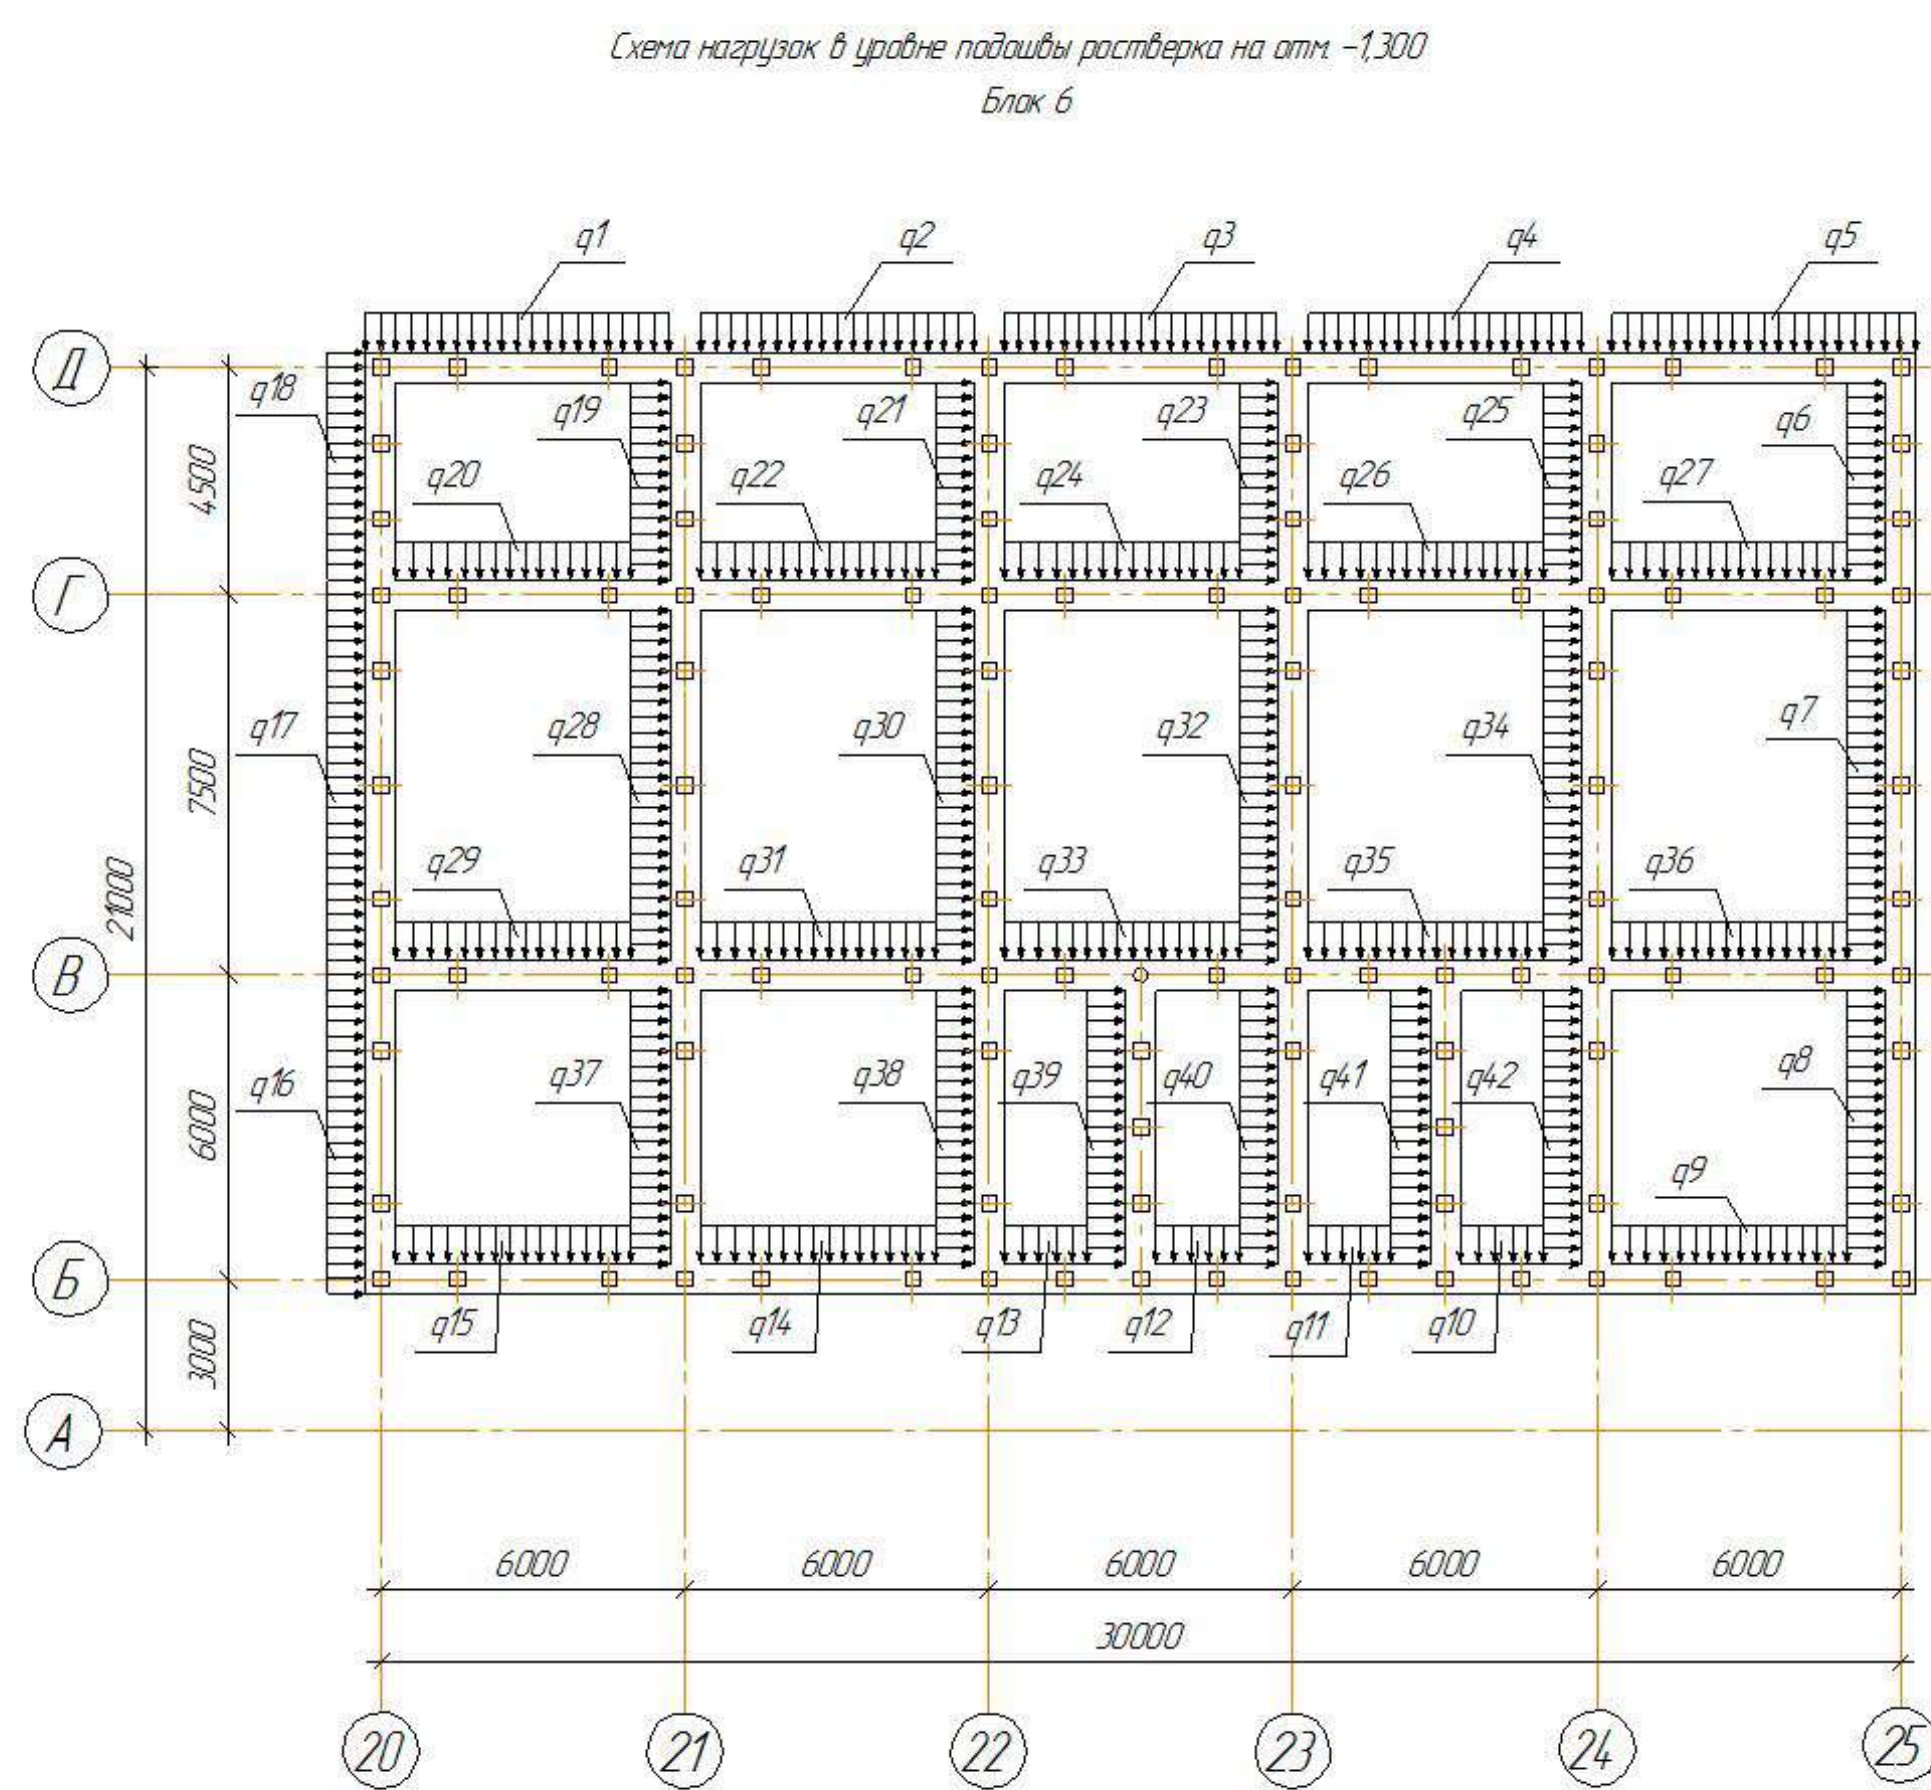 Схема нагрузок в уровне подошвы ростверка на отм. -1,300
Блок 6
q1 q2 q3 q4 q5
Д
q18 q19 q21 q23 q25 q6
q20 q22 q24 q26 q27
4500
Г
q17 q28 q30 q32 q34 q7
7500
q29 q31 q33 q35 q36
21000
В
q16 q37 q38 q39 q40 q41 q42 q8
6000
q9
Б
q15 q14 q13 q12 q11 q10
3000
А
6000 6000 6000 6000 6000
30000
20 21 22 23 24 25